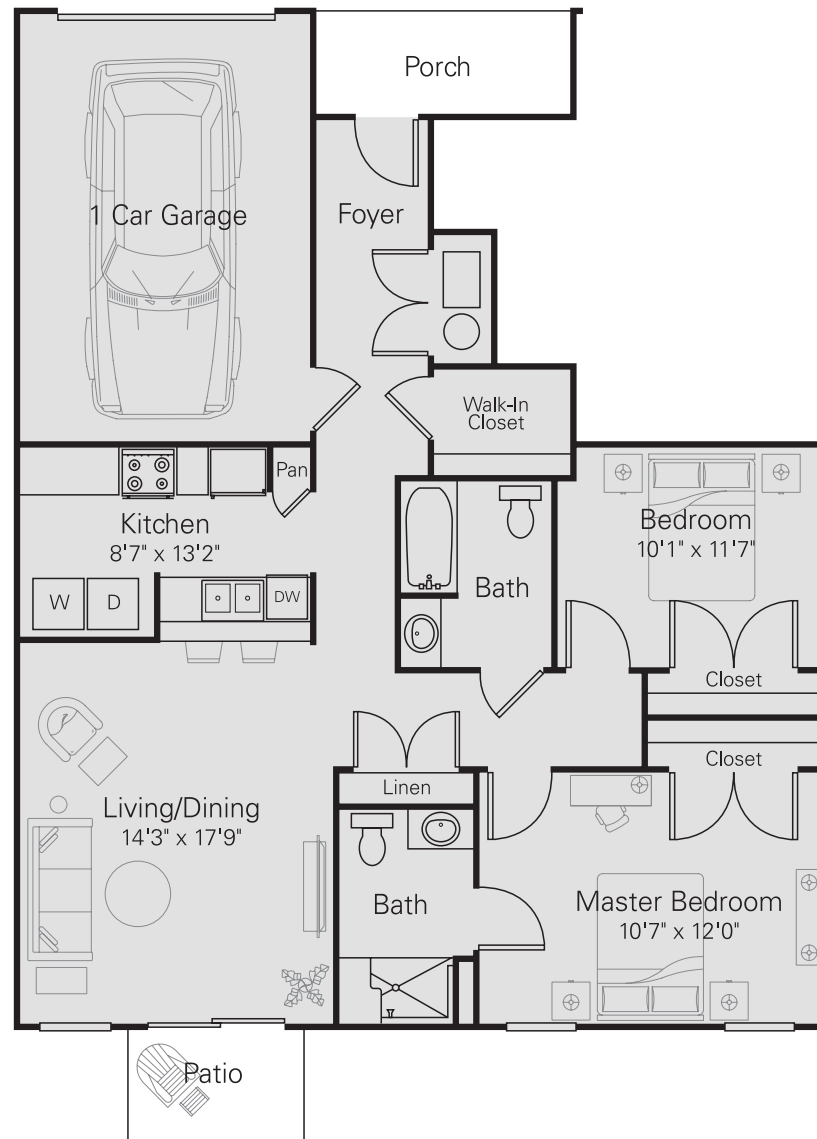 Porch
1 Car Garage
Foyer
Walk-In
Closet
Pan
Kitchen
8'7" x 13'2"
W
D
DW
Bath
Bedroom
10'1" x 11'7"
Closet
Closet
Linen
Living/Dining
14'3" x 17'9"
Bath
Master Bedroom
10'7" x 12'0"
Patio